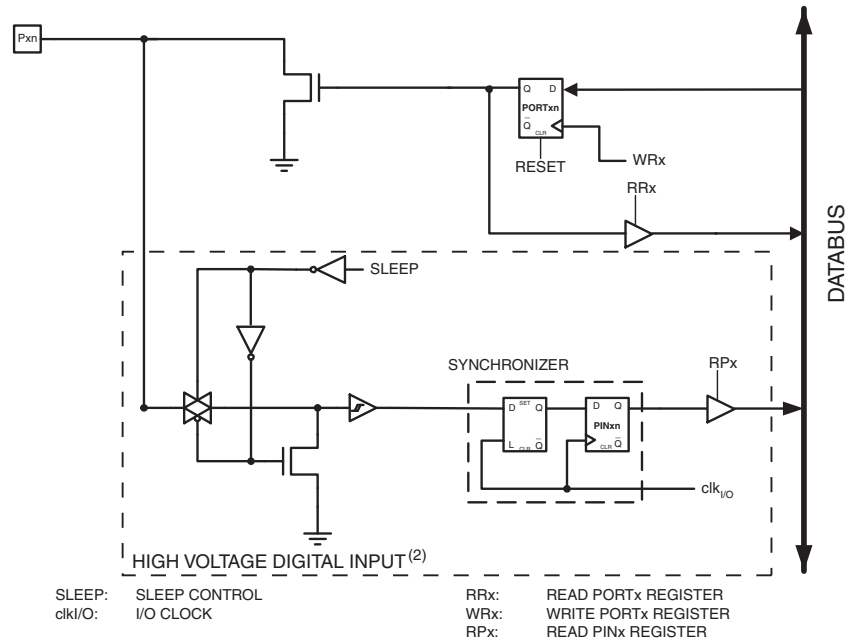 Pxn
Q D
PORTxn
Q
CLR
RESET
WRx
RRx
DATABUS
SLEEP
SYNCHRONIZER
RPx
D SET Q
L CLR Q
D Q
PINxn
CLR Q
clkI/O
HIGH VOLTAGE DIGITAL INPUT(2)
SLEEP: SLEEP CONTROL
clkI/O: I/O CLOCK
RRx: READ PORTx REGISTER
WRx: WRITE PORTx REGISTER
RPx: READ PINx REGISTER